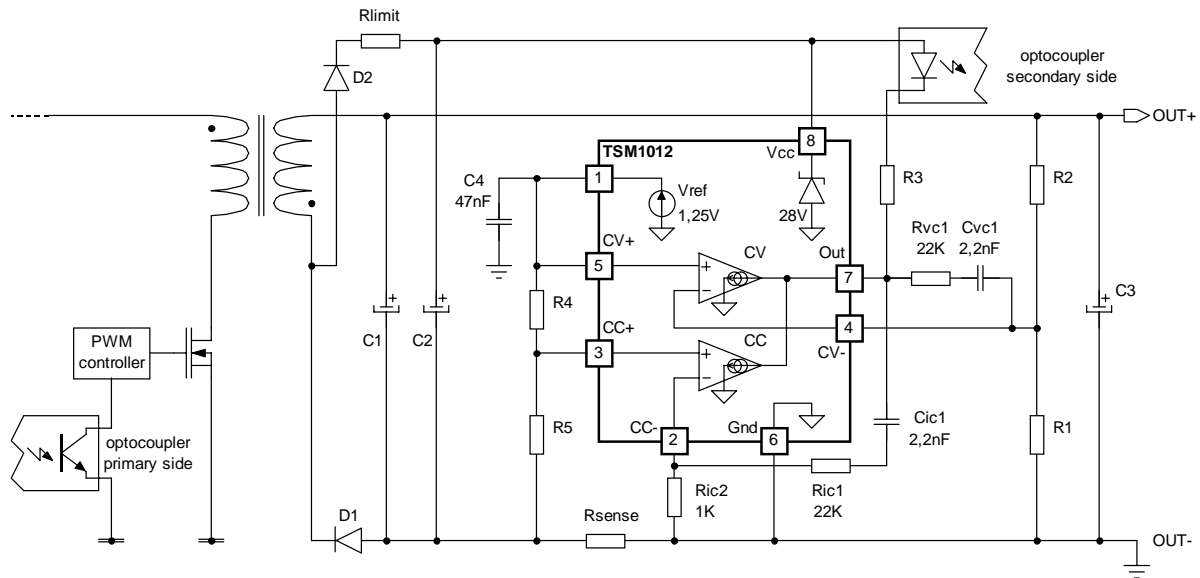 Rlimit
D2
optocoupler
secondary side
OUT+
TSM1012
8
Vcc
C4
47nF
1
Vref
1,25V
28V
R3
R2
Rvc1
22K
Cvc1
2,2nF
CV+
5
CV
Out
7
R4
C1
C2
C3
CC+
3
CC
4
CV-
PWM
controller
R5
CC-
2
Gnd
6
Cic1
2,2nF
R1
optocoupler
primary side
Ric2
1K
Ric1
22K
D1
Rsense
OUT-